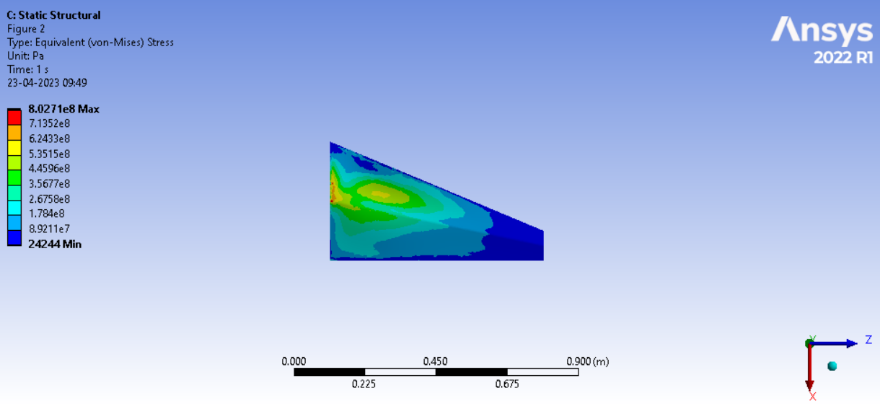 C: Static Structural
Figure 2
Type: Equivalent (von-Mises) Stress
Unit: Pa
Time: 1 s
23-04-2023 09:49
8.0271e8 Max
7.1352e8
6.2433e8
5.3515e8
4.4596e8
3.5677e8
2.6758e8
1.784e8
8.9211e7
24244 Min
Ansys
2022 R1
0.000 0.450 0.900 (m)
0.225 0.675
Y
Z
X